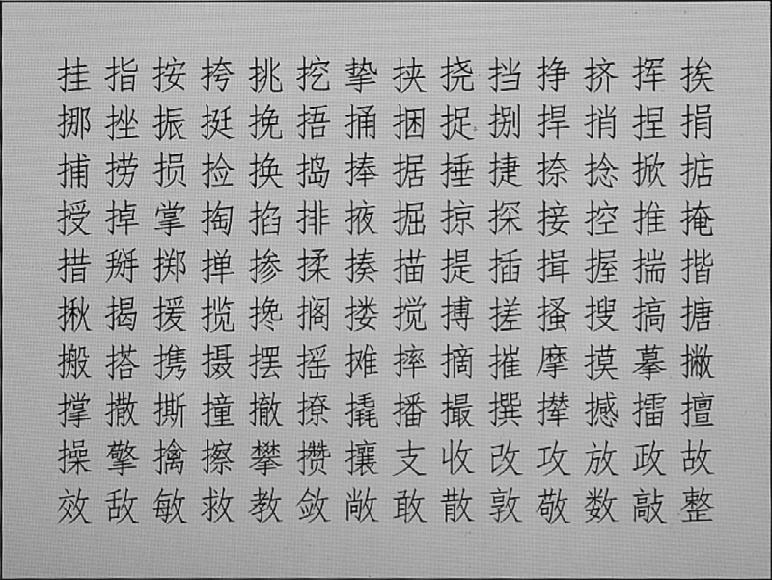 挂指按挎挑挖挚挟挠挡挣挤挥挨
挪挫振挺挽捂捅捆捉捌捍捎捏捐
捕捞损捡换捣捧据捶捷捺捻掀掂
授掉掌掏掐排掖掘掠探接控推掩
措掰掷掸掺揉揍描提插揖握揣揩
揪揭援揽搀搁搂搅搏搓搔搜搞搪
搬搭携摄摆摇摊摔摘摧摩摸摹撇
撑撒撕撞撤撩撬播撮撰撵撼擂擅
操擎擒擦攀攒攘支收改攻放政故
效敌敏救教敛敞敢散敦敬数敲整